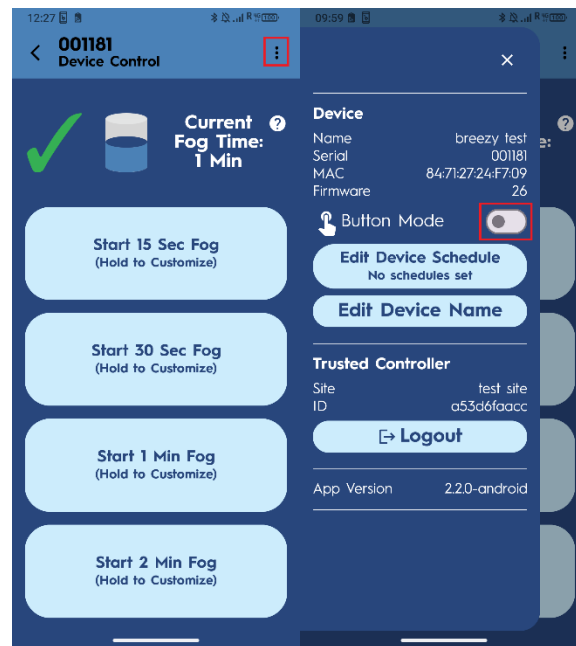 12:27
001181
Device Control
Current
Fog Time:
1 Min
Start 15 Sec Fog
(Hold to Customize)
Start 30 Sec Fog
(Hold to Customize)
Start 1 Min Fog
(Hold to Customize)
Start 2 Min Fog
(Hold to Customize)
09:59
Device
Name breezy test
Serial 001181
MAC 84:71:27:24:F7:09
Firmware 26
Button Mode
Edit Device Schedule
No schedules set
Edit Device Name
Trusted Controller
Site test site
ID a53d6faacc
Logout
App Version 2.2.0-android